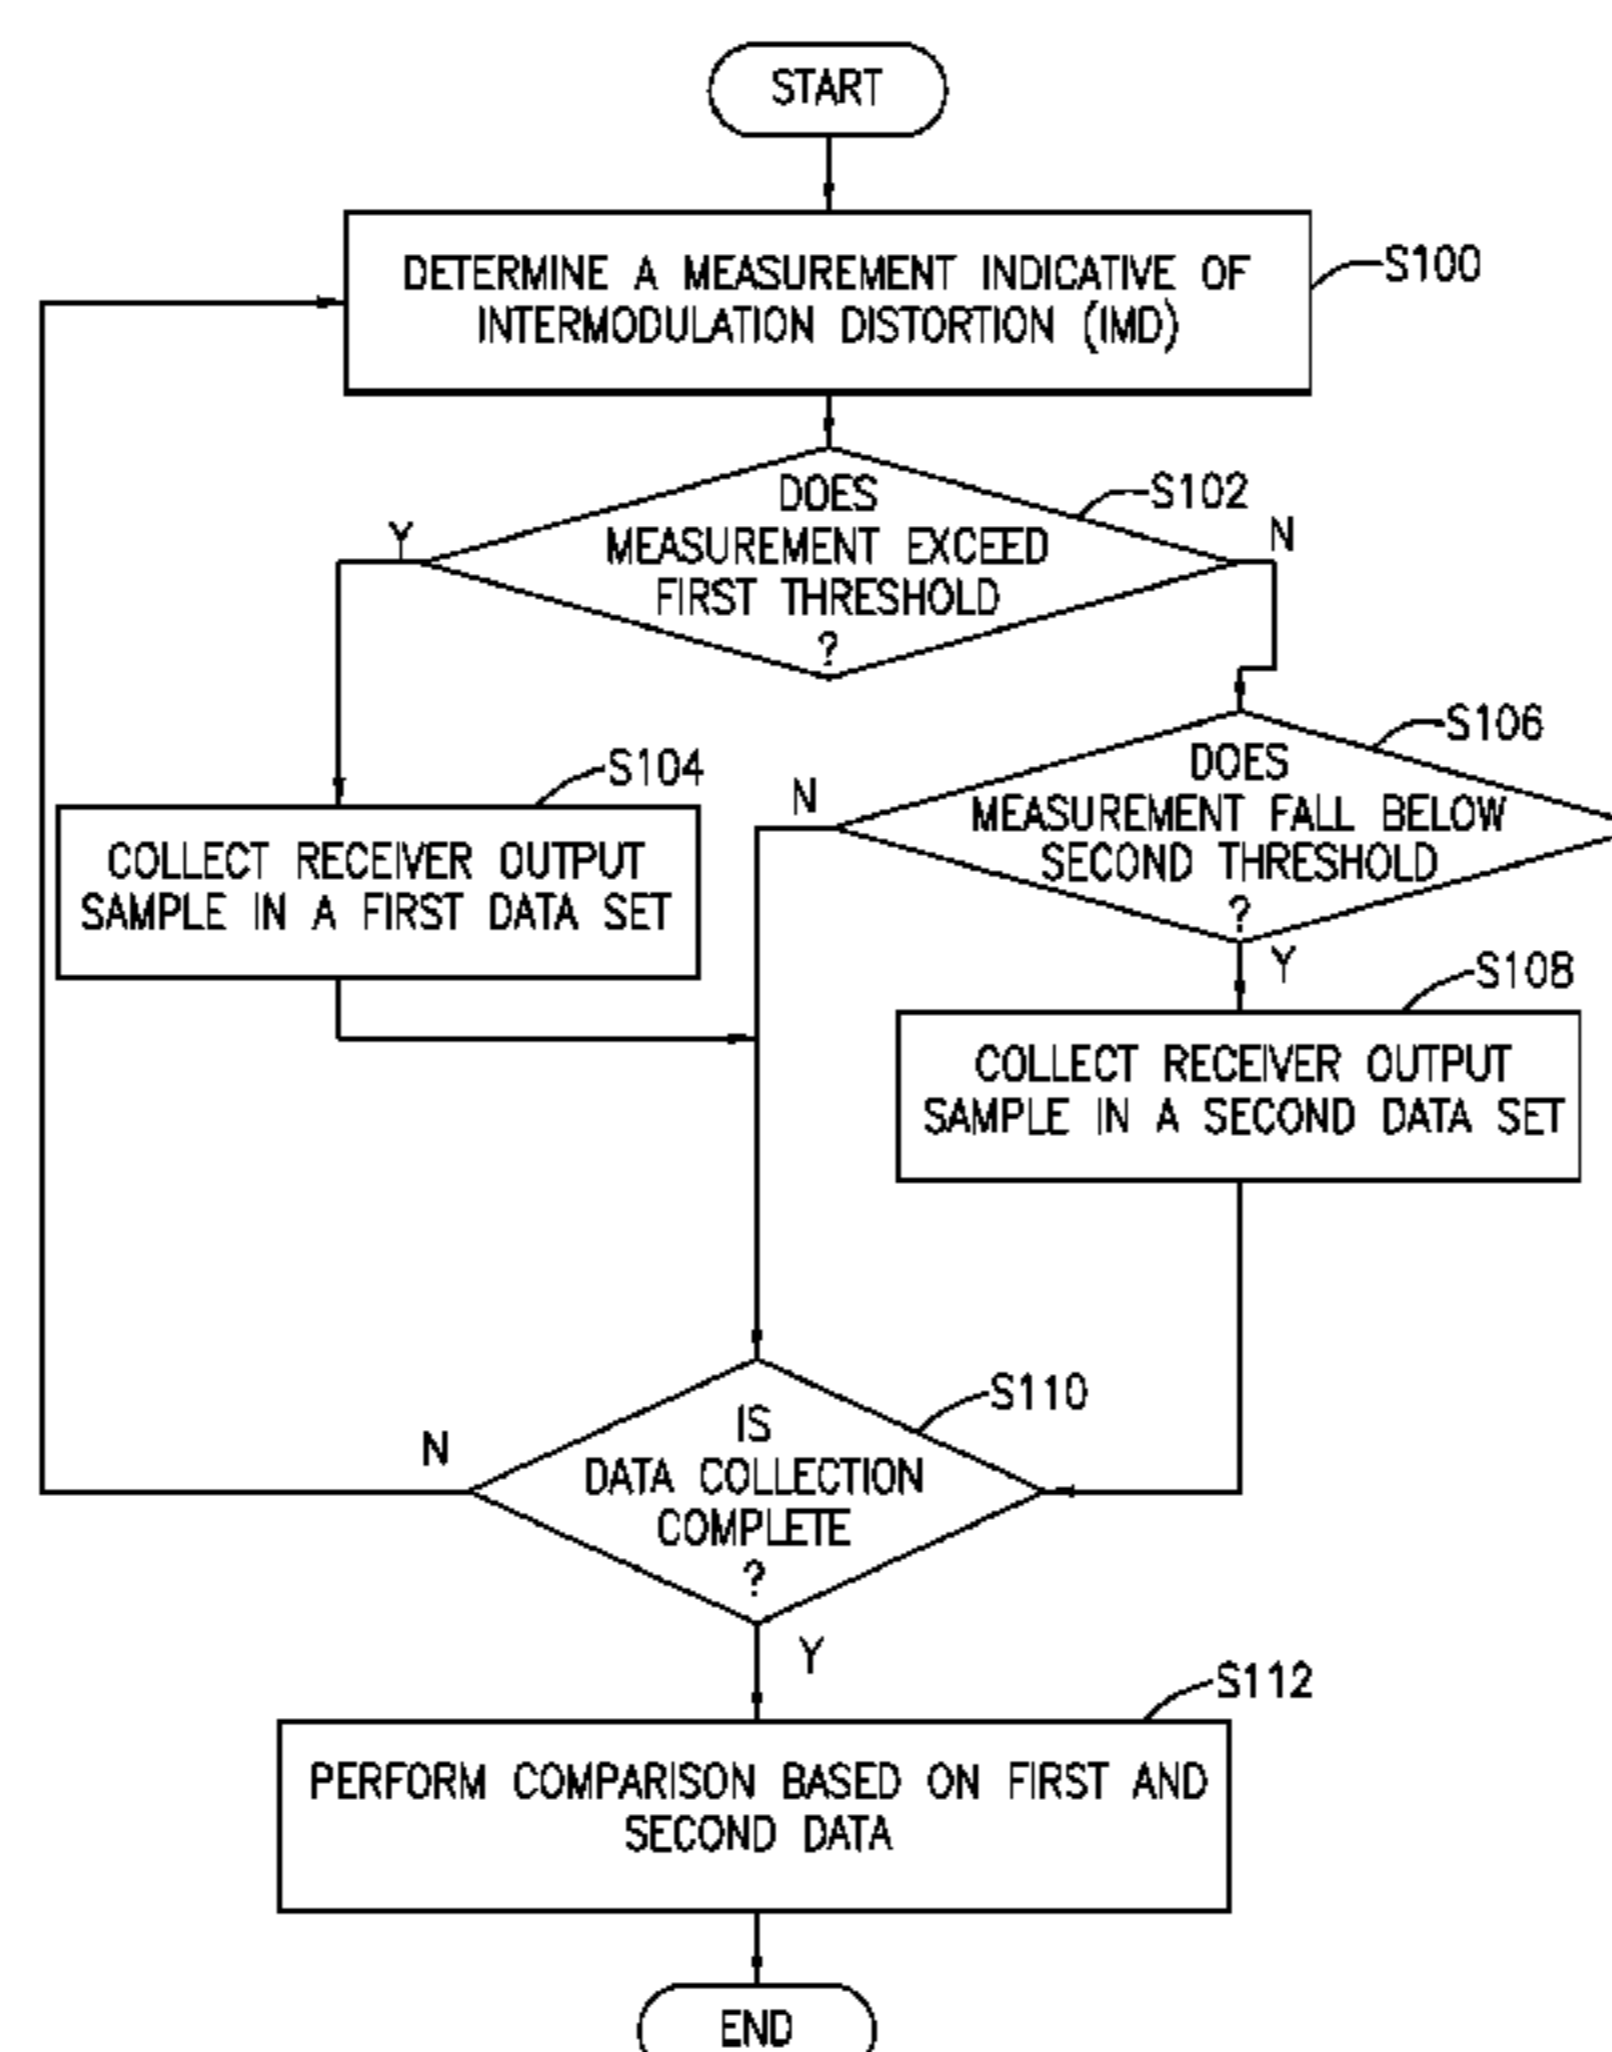 START
DETERMINE A MEASUREMENT INDICATIVE OF
INTERMODULATION DISTORTION (IMD)
S100
DOES
MEASUREMENT EXCEED
FIRST THRESHOLD
?
S102
Y
N
S104
COLLECT RECEIVER OUTPUT
SAMPLE IN A FIRST DATA SET
S106
DOES
MEASUREMENT FALL BELOW
SECOND THRESHOLD
?
N
Y
S108
COLLECT RECEIVER OUTPUT
SAMPLE IN A SECOND DATA SET
S110
IS
DATA COLLECTION
COMPLETE
?
N
Y
S112
PERFORM COMPARISON BASED ON FIRST AND
SECOND DATA
END